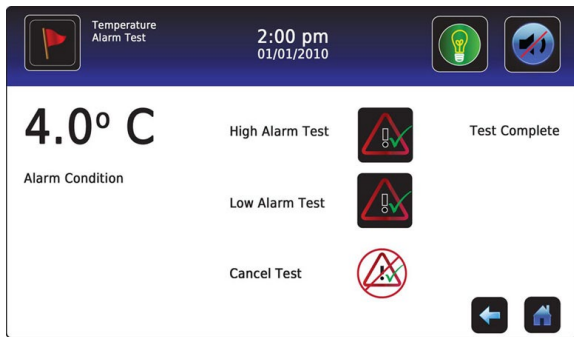 Temperature
Alarm Test
2:00 pm
01/01/2010
4.0º C
High Alarm Test
Test Complete
Alarm Condition
Low Alarm Test
Cancel Test